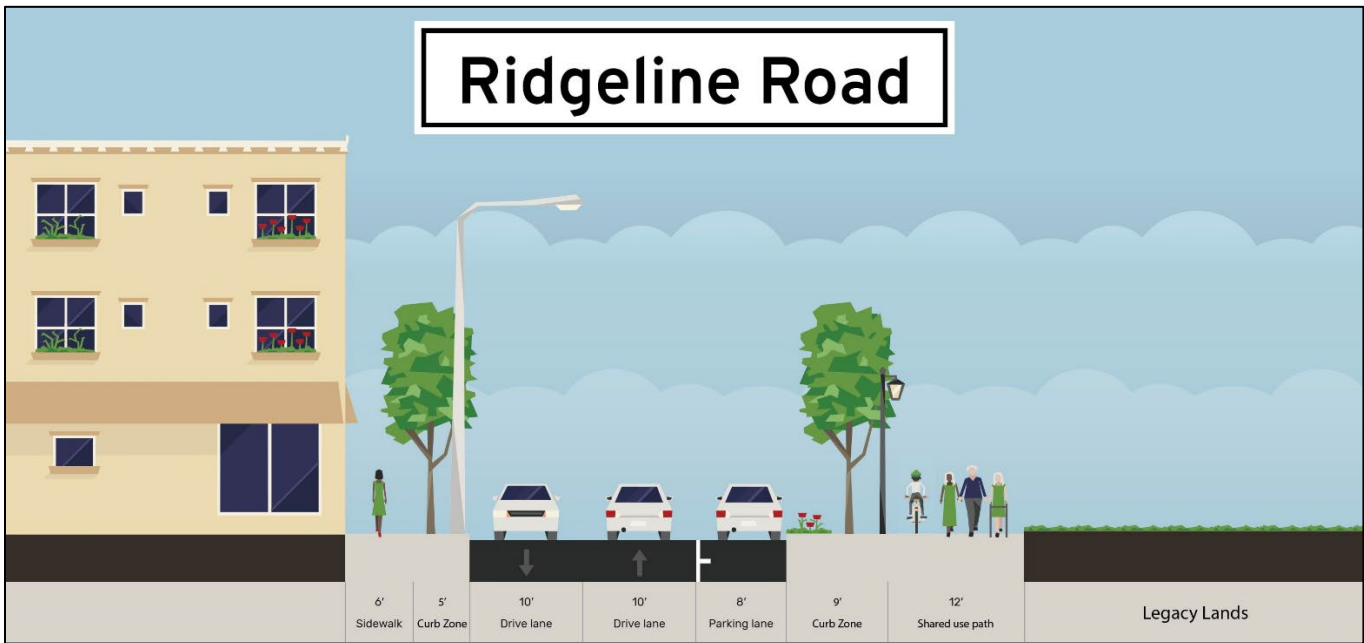 Ridgeline Road
6' 5' 10' 10' 8' 9' 12'
Sidewalk Curb Zone Drive lane Drive lane Parking lane Curb Zone Shared use path Legacy Lands